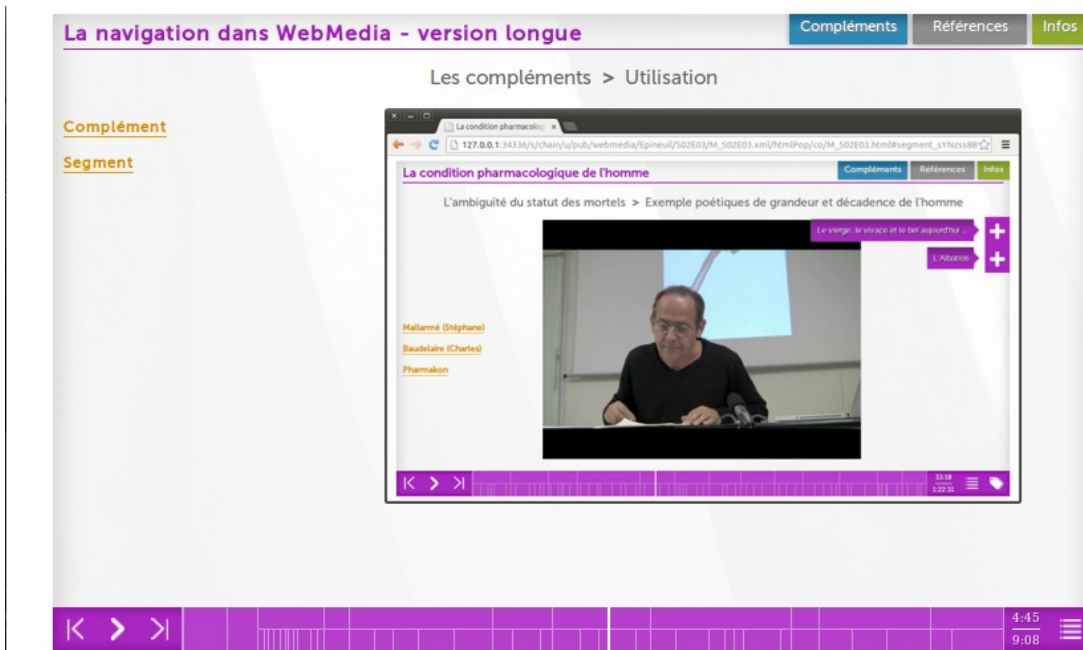 La navigation dans WebMedia - version longue
Compléments
Références
Infos
Les compléments > Utilisation
Complément
Segment
La condition pharmacolog
127.0.0.1:34336/s/chain/u/pub/webmedia/Epineuil/S02E03/M_S02E03.xml/htmlPop/co/M_S02E03.html#segment_sYNzss8B
La condition pharmacologique de l'homme
Compléments
Références
Infos
L'ambiguïté du statut des mortels > Exemple poétiques de grandeur et décadence de l'homme
Le vierge, le vivace et le bel aujourd'hui ...
L'Albatros
Mallarmé (Stéphane)
Baudelaire (Charles)
Pharmakon
33:18
1:22:31
4:45
9:08